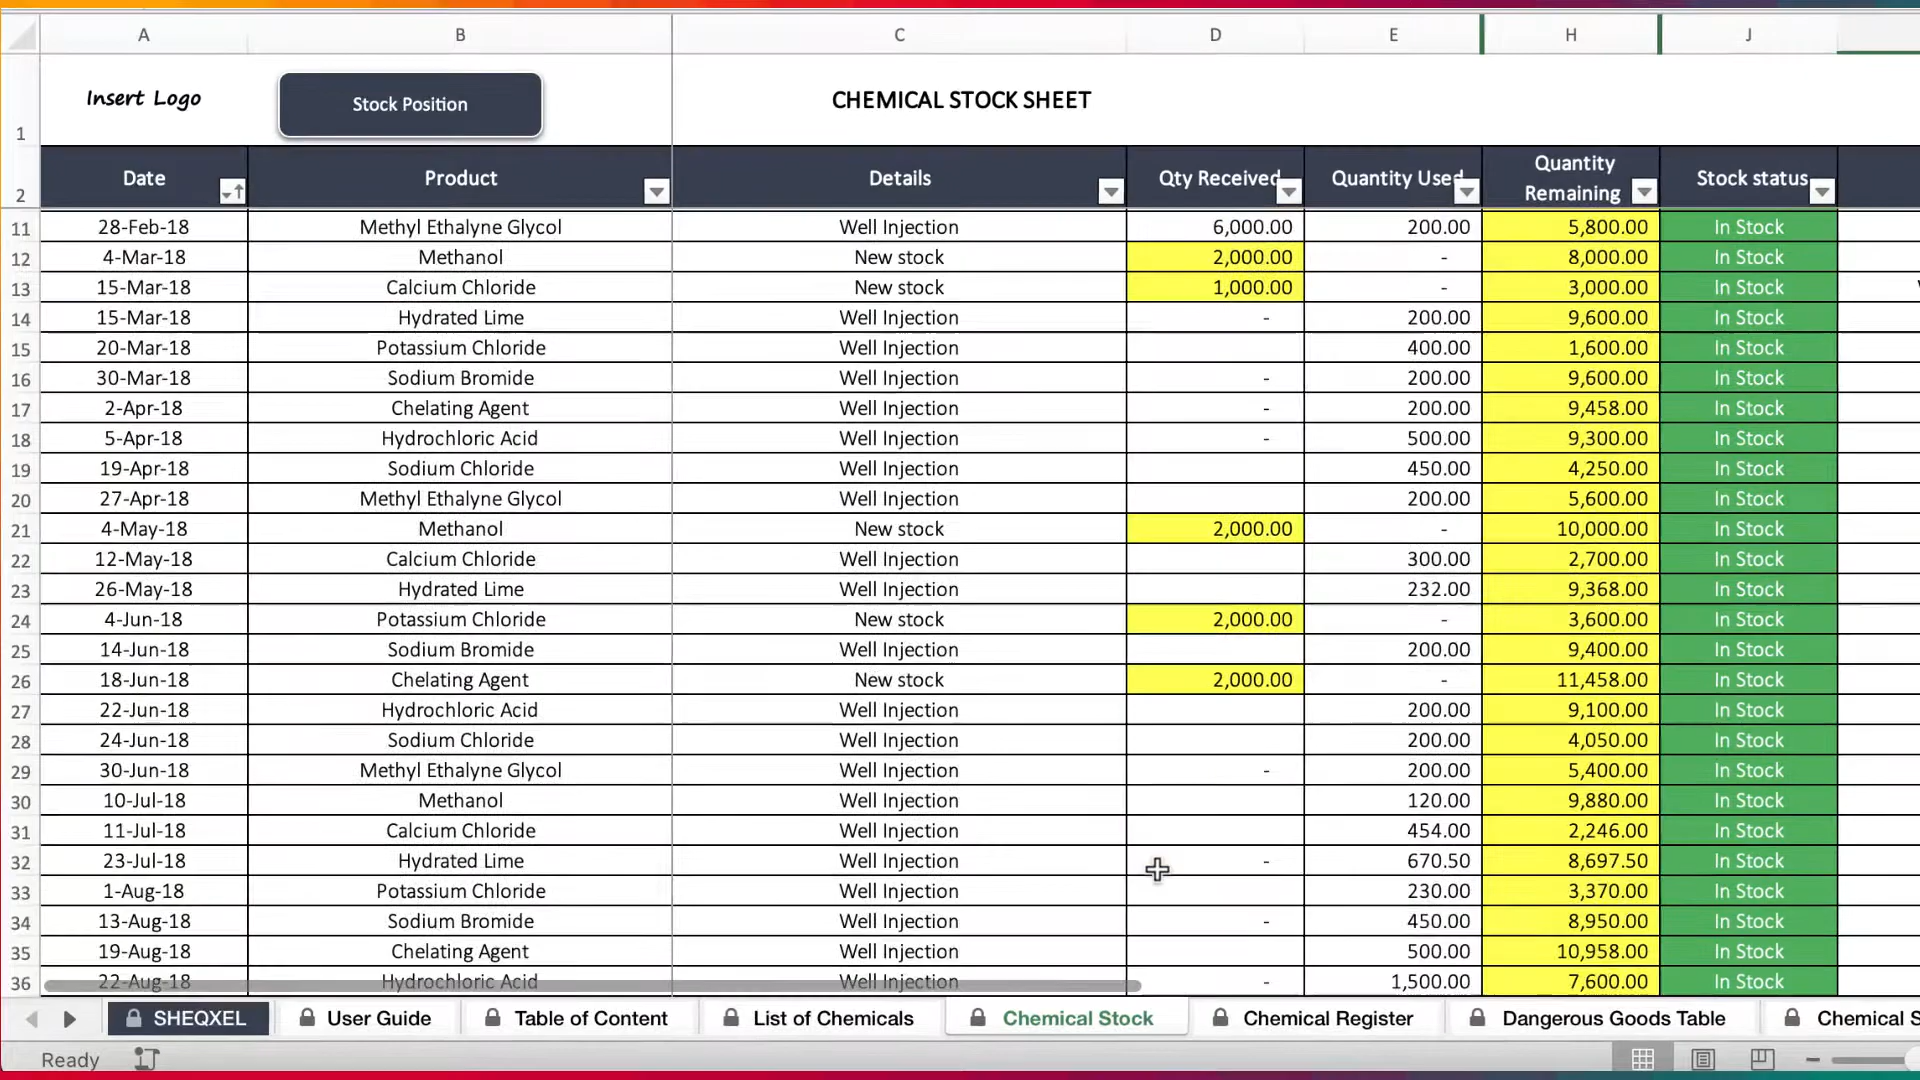 A B C D E H J
Insert Logo Stock Position CHEMICAL STOCK SHEET
1
Date Product Details Qty Received Quantity Used Quantity Remaining Stock status
2
11 28-Feb-18 Methyl Ethalyne Glycol Well Injection 6,000.00 200.00 5,800.00 In Stock
12 4-Mar-18 Methanol New stock 2,000.00 - 8,000.00 In Stock
13 15-Mar-18 Calcium Chloride New stock 1,000.00 - 3,000.00 In Stock
14 15-Mar-18 Hydrated Lime Well Injection - 200.00 9,600.00 In Stock
15 20-Mar-18 Potassium Chloride Well Injection 400.00 1,600.00 In Stock
16 30-Mar-18 Sodium Bromide Well Injection - 200.00 9,600.00 In Stock
17 2-Apr-18 Chelating Agent Well Injection - 200.00 9,458.00 In Stock
18 5-Apr-18 Hydrochloric Acid Well Injection - 500.00 9,300.00 In Stock
19 19-Apr-18 Sodium Chloride Well Injection 450.00 4,250.00 In Stock
20 27-Apr-18 Methyl Ethalyne Glycol Well Injection 200.00 5,600.00 In Stock
21 4-May-18 Methanol New stock 2,000.00 - 10,000.00 In Stock
22 12-May-18 Calcium Chloride Well Injection 300.00 2,700.00 In Stock
23 26-May-18 Hydrated Lime Well Injection 232.00 9,368.00 In Stock
24 4-Jun-18 Potassium Chloride New stock 2,000.00 - 3,600.00 In Stock
25 14-Jun-18 Sodium Bromide Well Injection 200.00 9,400.00 In Stock
26 18-Jun-18 Chelating Agent New stock 2,000.00 - 11,458.00 In Stock
27 22-Jun-18 Hydrochloric Acid Well Injection 200.00 9,100.00 In Stock
28 24-Jun-18 Sodium Chloride Well Injection 200.00 4,050.00 In Stock
29 30-Jun-18 Methyl Ethalyne Glycol Well Injection - 200.00 5,400.00 In Stock
30 10-Jul-18 Methanol Well Injection 120.00 9,880.00 In Stock
31 11-Jul-18 Calcium Chloride Well Injection 454.00 2,246.00 In Stock
32 23-Jul-18 Hydrated Lime Well Injection - 670.50 8,697.50 In Stock
33 1-Aug-18 Potassium Chloride Well Injection 230.00 3,370.00 In Stock
34 13-Aug-18 Sodium Bromide Well Injection - 450.00 8,950.00 In Stock
35 19-Aug-18 Chelating Agent Well Injection 500.00 10,958.00 In Stock
36 22-Aug-18 Hydrochloric Acid Well Injection - 1,500.00 7,600.00 In Stock
SHEQXEL User Guide Table of Content List of Chemicals Chemical Stock Chemical Register Dangerous Goods Table Chemical S
Ready